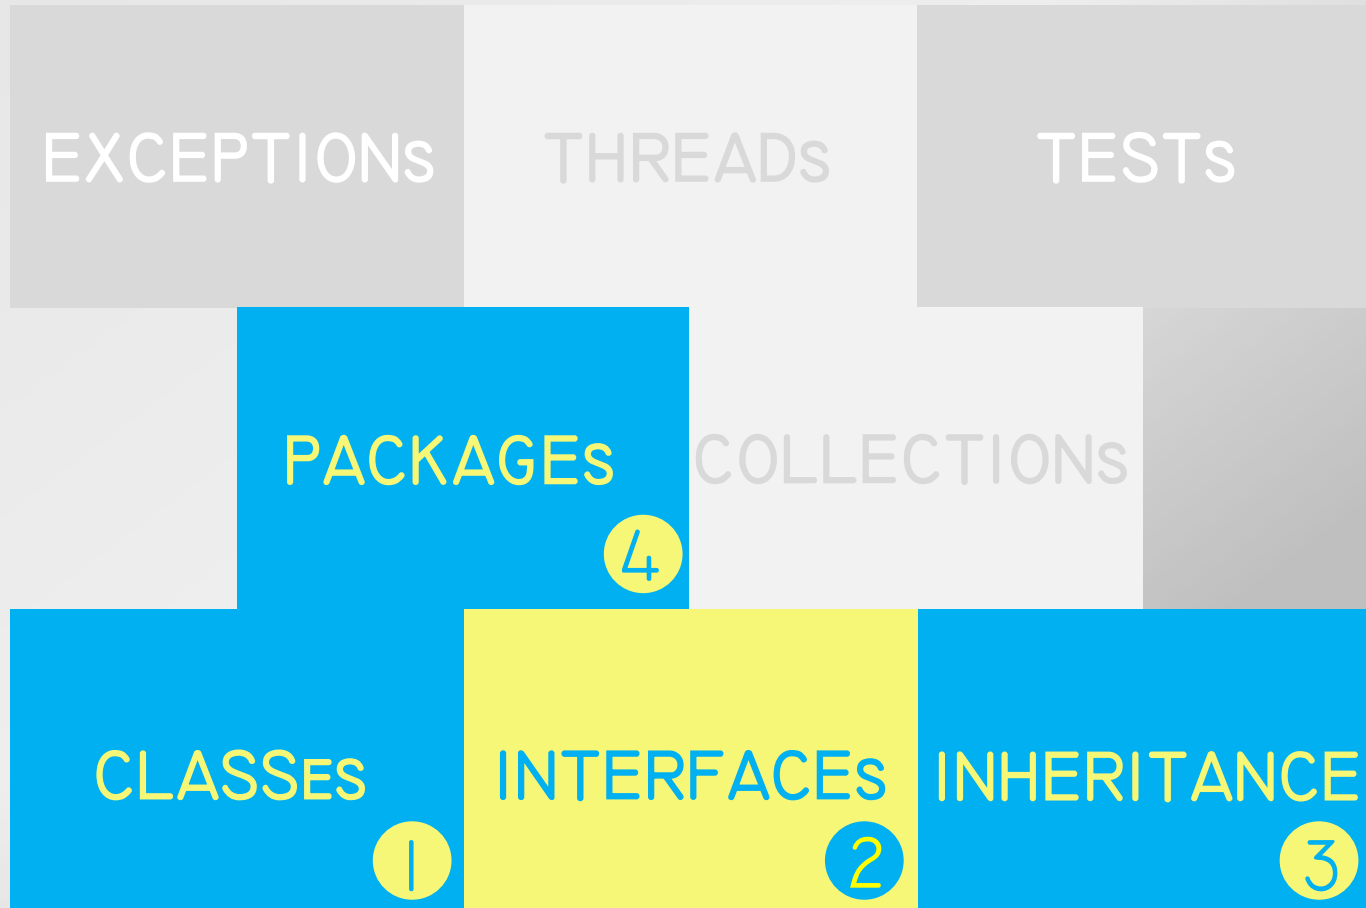 EXCEPTIONs
THREADs
TESTs
PACKAGEs
COLLECTIONs
4
CLASSES
INTERFACEs
INHERITANCE
1
2
3